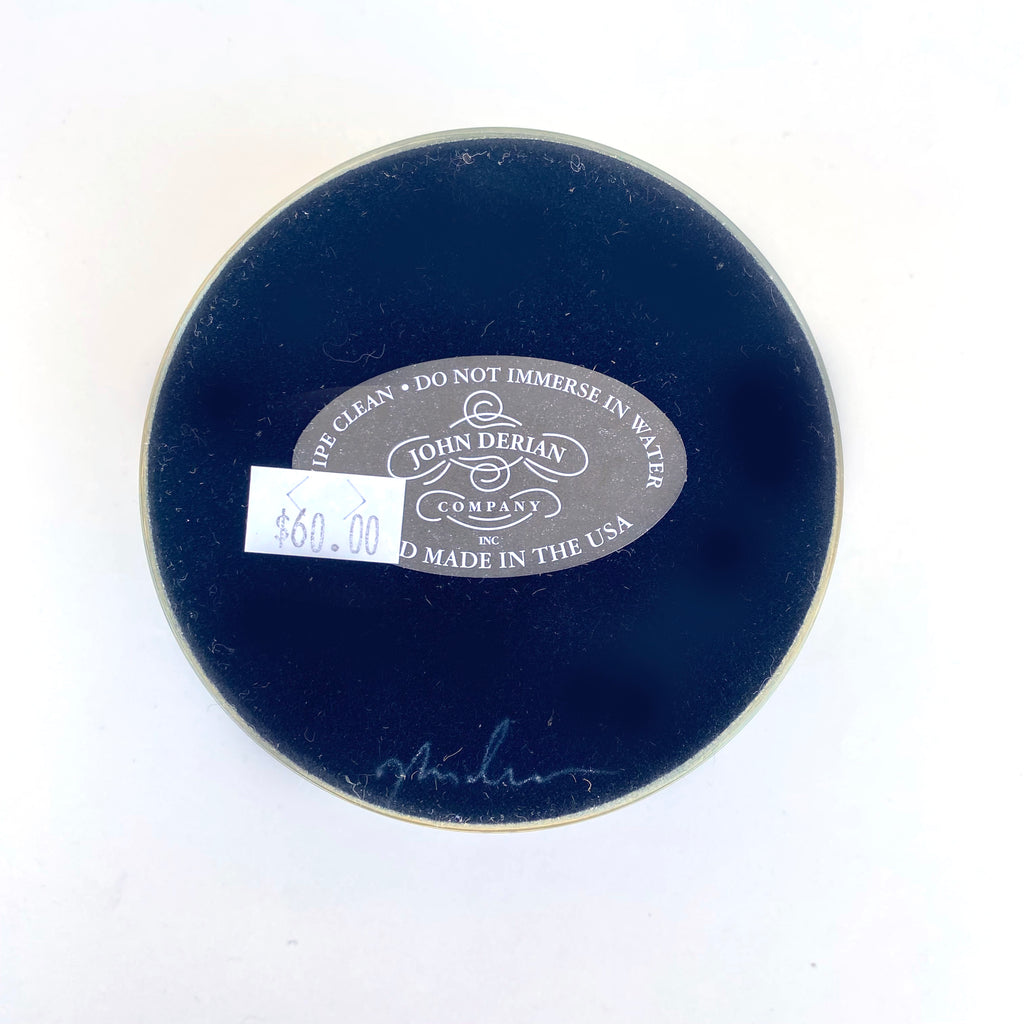 IPE CLEAN • DO NOT IMMERSE IN WATER
JOHN DERIAN
COMPANY
INC
D MADE IN THE USA
$60.00